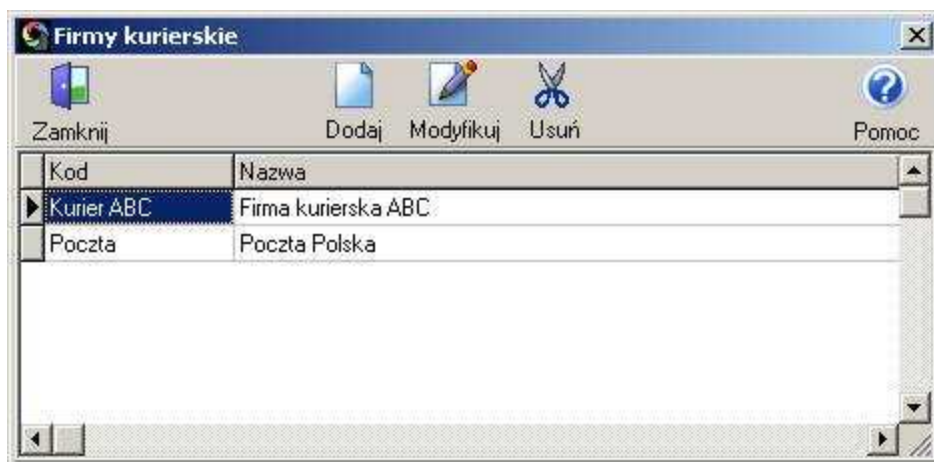 Firmy kurierskie
Zamknij Dodaj Modyfikuj Usuń Pomoc
Kod Nazwa
Kurier ABC Firma kurierska ABC
Poczta Poczta Polska